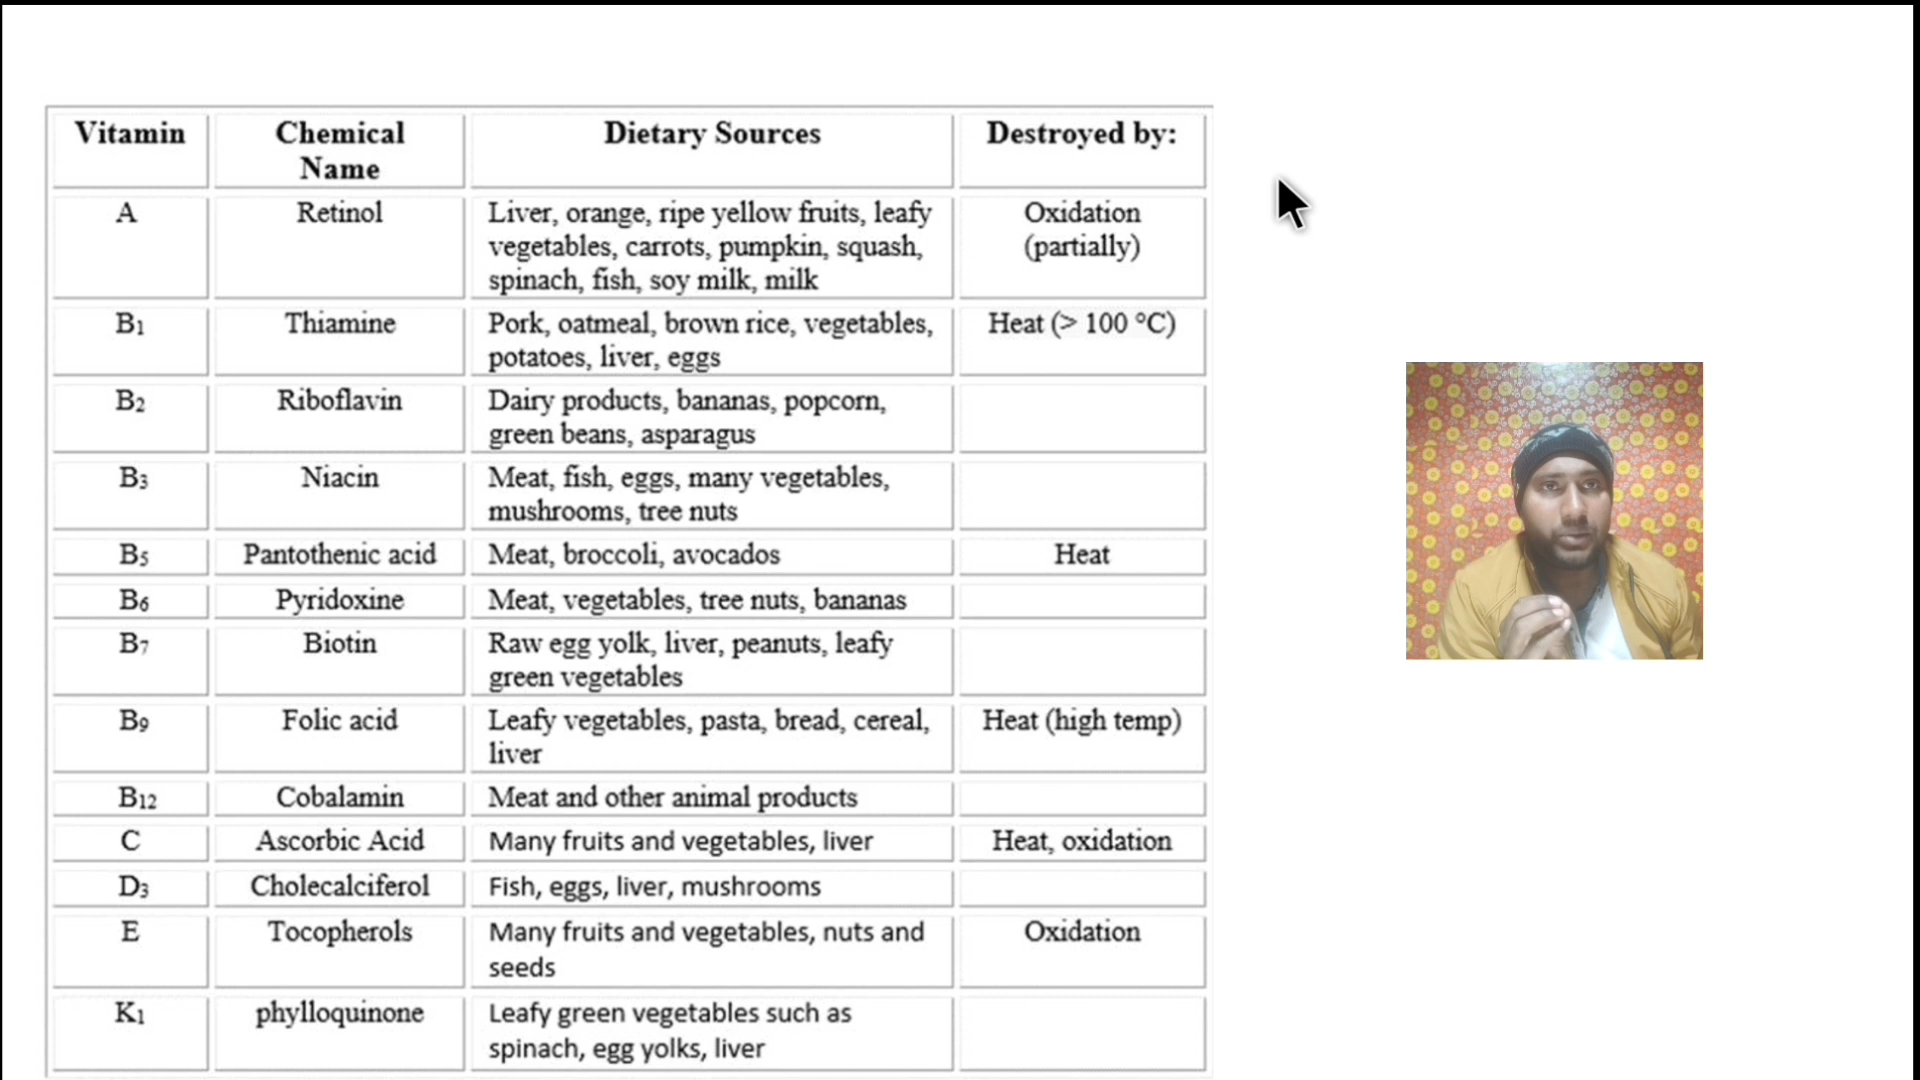 Vitamin
Chemical
Name
Dietary Sources
Destroyed by:
A
Retinol
Liver, orange, ripe yellow fruits, leafy
vegetables, carrots, pumpkin, squash,
spinach, fish, soy milk, milk
Oxidation
(partially)
B1
Thiamine
Pork, oatmeal, brown rice, vegetables,
potatoes, liver, eggs
Heat (> 100 °C)
B2
Riboflavin
Dairy products, bananas, popcorn,
green beans, asparagus
B3
Niacin
Meat, fish, eggs, many vegetables,
mushrooms, tree nuts
B5
Pantothenic acid
Meat, broccoli, avocados
Heat
B6
Pyridoxine
Meat, vegetables, tree nuts, bananas
B7
Biotin
Raw egg yolk, liver, peanuts, leafy
green vegetables
B9
Folic acid
Leafy vegetables, pasta, bread, cereal,
liver
Heat (high temp)
B12
Cobalamin
Meat and other animal products
C
Ascorbic Acid
Many fruits and vegetables, liver
Heat, oxidation
D3
Cholecalciferol
Fish, eggs, liver, mushrooms
E
Tocopherols
Many fruits and vegetables, nuts and
seeds
Oxidation
K1
phylloquinone
Leafy green vegetables such as
spinach, egg yolks, liver